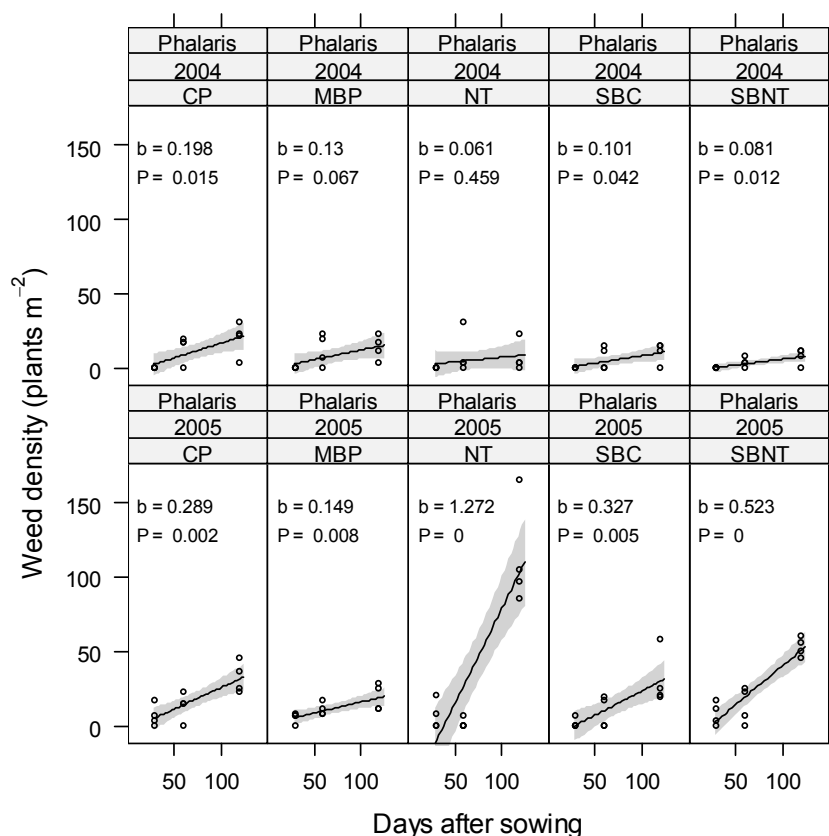 Phalaris Phalaris Phalaris Phalaris Phalaris
2004 2004 2004 2004 2004
CP MBP NT SBC SBNT
b = 0.198 b = 0.13 b = 0.061 b = 0.101 b = 0.081
P = 0.015 P = 0.067 P = 0.459 P = 0.042 P = 0.012
150
100
50
0
Phalaris Phalaris Phalaris Phalaris Phalaris
2005 2005 2005 2005 2005
CP MBP NT SBC SBNT
b = 0.289 b = 0.149 b = 1.272 b = 0.327 b = 0.523
P = 0.002 P = 0.008 P = 0 P = 0.005 P = 0
150
100
50
0
50 100 50 100 50 100 50 100 50 100
Days after sowing
Weed density (plants m⁻²)